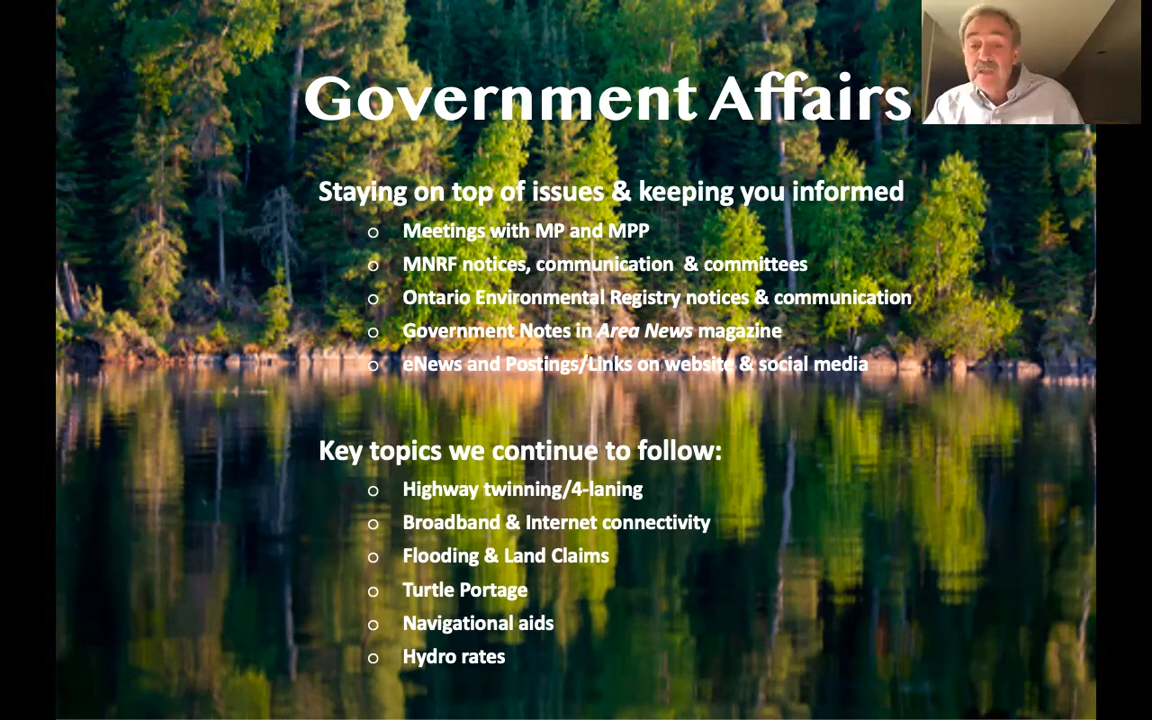 Government Affairs
Staying on top of issues & keeping you informed
o Meetings with MP and MPP
o MNRF notices, communication & committees
o Ontario Environmental Registry notices & communication
o Government Notes in Area News magazine
o eNews and Postings/Links on website & social media
Key topics we continue to follow:
o Highway twinning/4-laning
o Broadband & Internet connectivity
o Flooding & Land Claims
o Turtle Portage
o Navigational aids
o Hydro rates